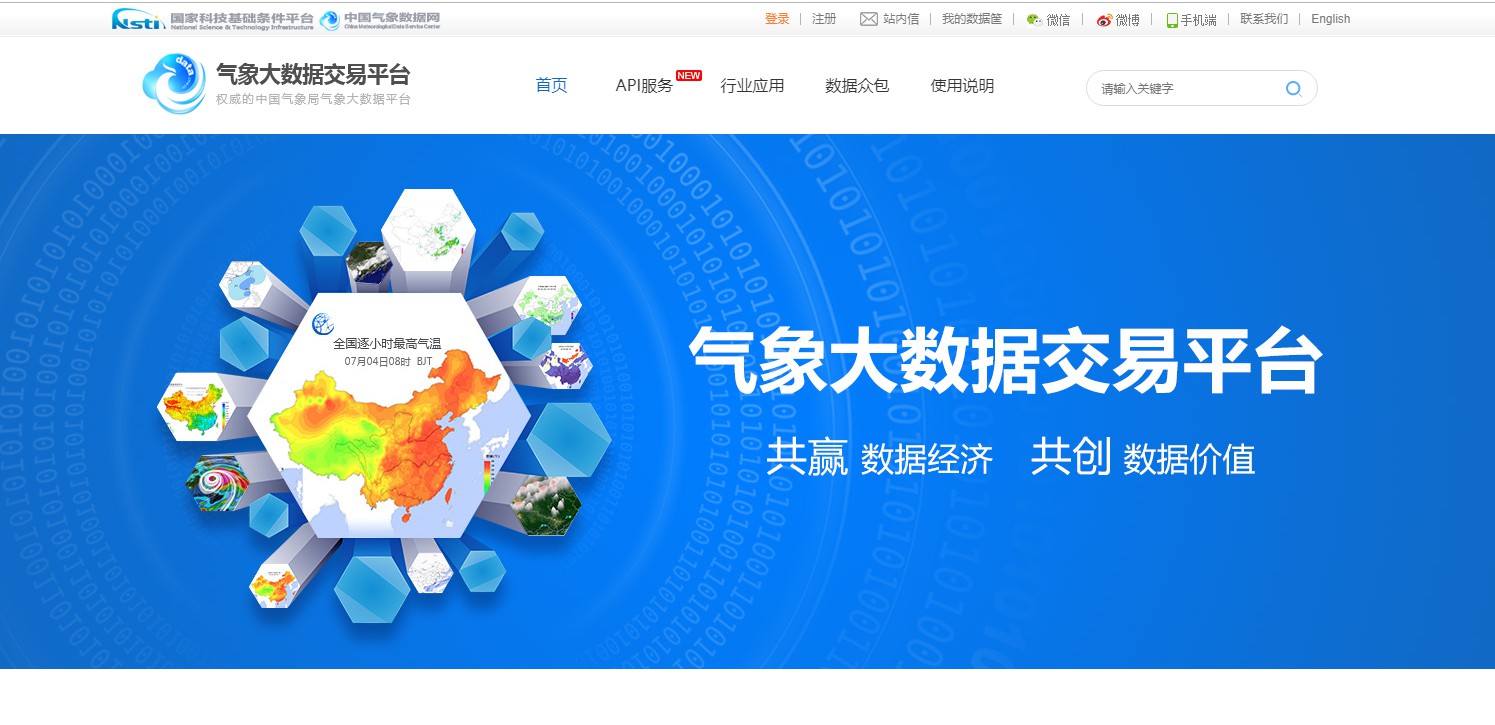 Nsti 国家科技基础条件平台 中国气象数据网
National Science & Technology Infrastructure China Meteorological Data Service Center
登录 注册 站内信 我的数据筐 微信 微博 手机端 联系我们 English
data
气象大数据交易平台
权威的中国气象局气象大数据平台
首页 API服务 NEW 行业应用 数据众包 使用说明
请输入关键字
全国逐小时最高气温
07月04日08时 BJT
气象大数据交易平台
共赢 数据经济 共创 数据价值